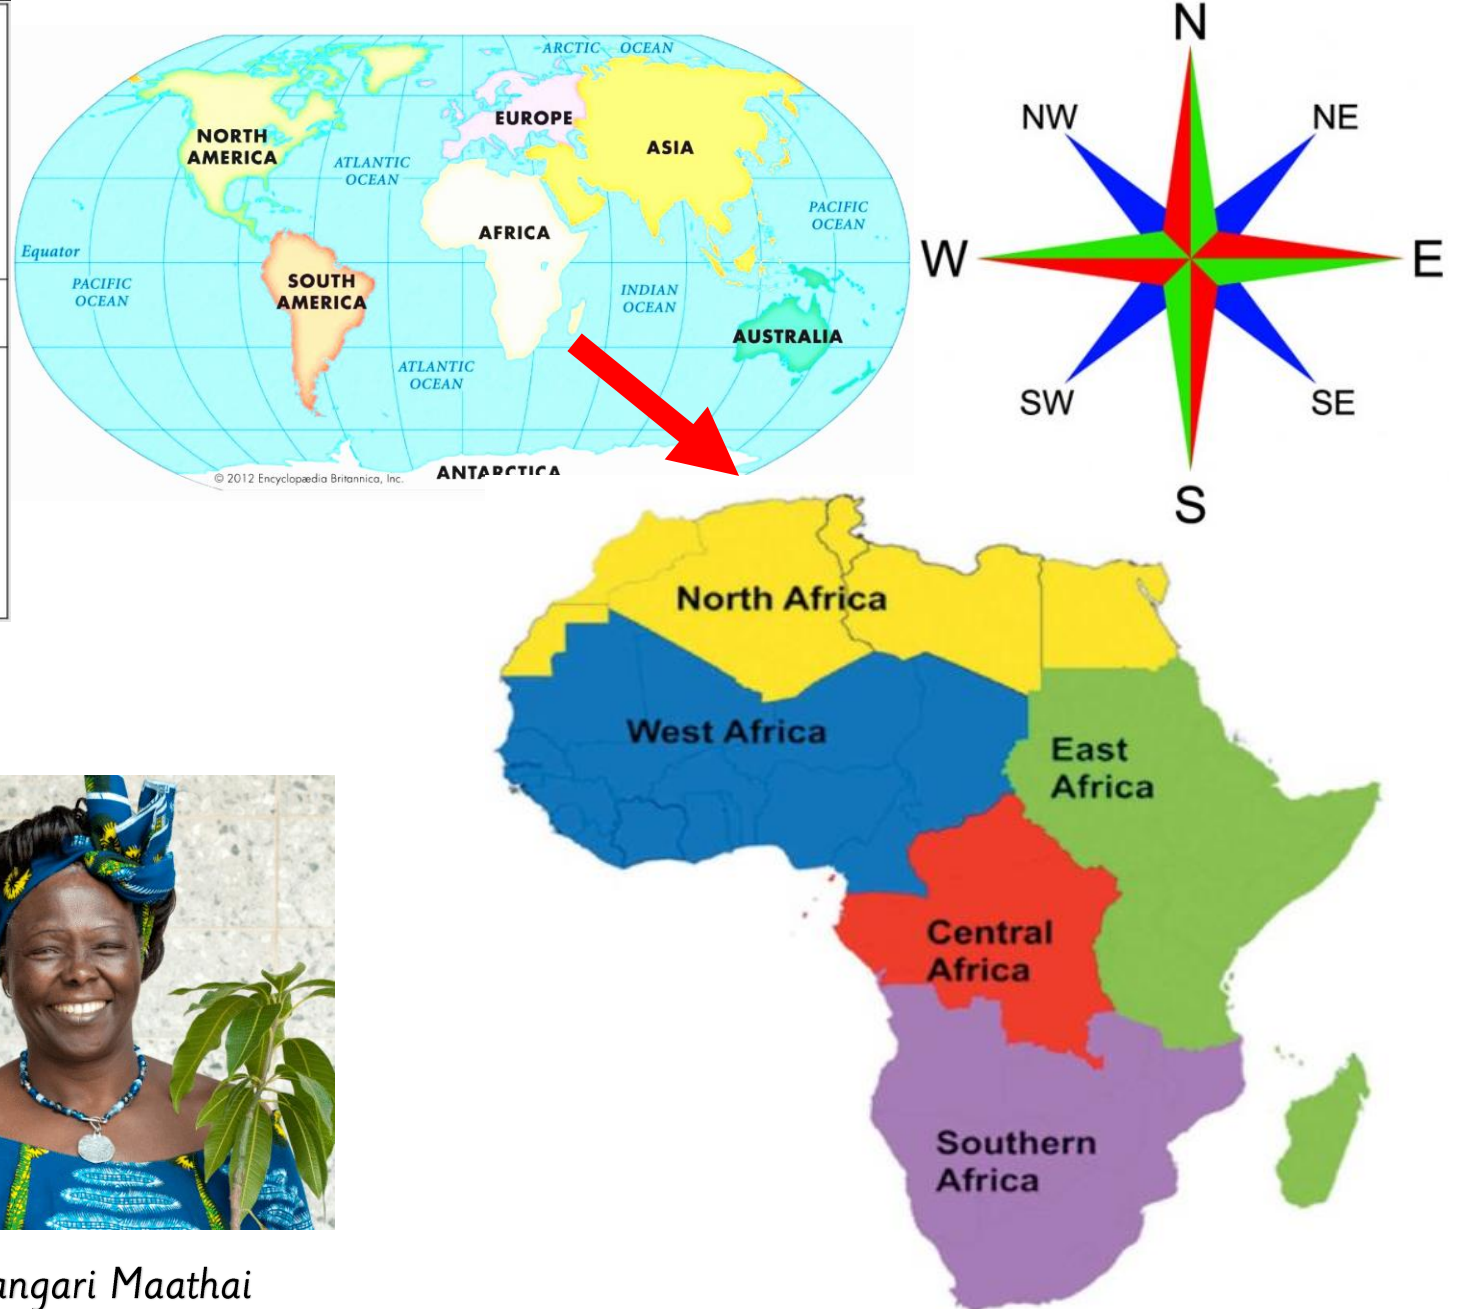 ARCTIC OCEAN
EUROPE
ASIA
NORTH
AMERICA
ATLANTIC
OCEAN
AFRICA
PACIFIC
OCEAN
Equator
PACIFIC
OCEAN
SOUTH
AMERICA
INDIAN
OCEAN
AUSTRALIA
ATLANTIC
OCEAN
ANTARCTICA
© 2012 Encyclopædia Britannica, Inc.
N
NW
NE
W
E
SW
SE
S
North Africa
West Africa
East
Africa
Central
Africa
Southern
Africa
angari Maathai